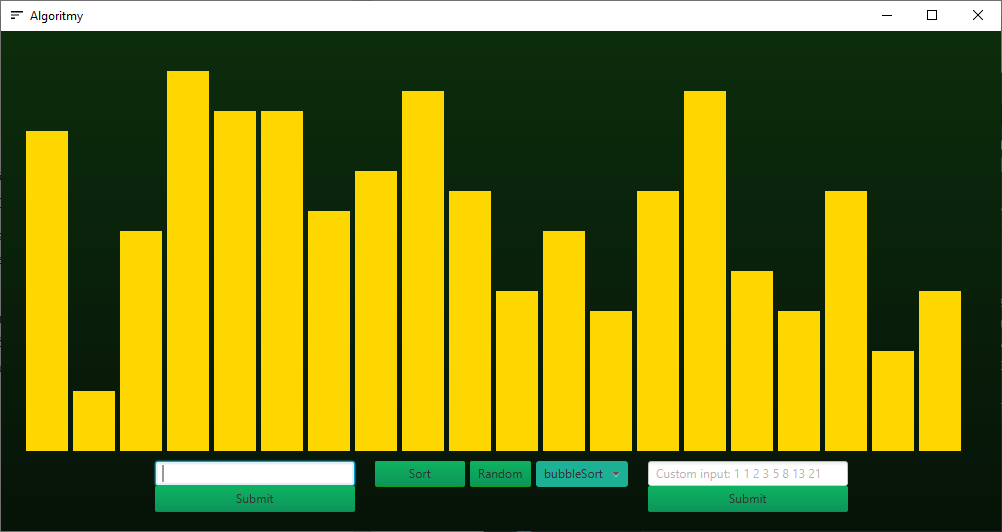 Algoritmy
Sort Random bubbleSort Custom input: 1 1 2 3 5 8 13 21
Submit Submit